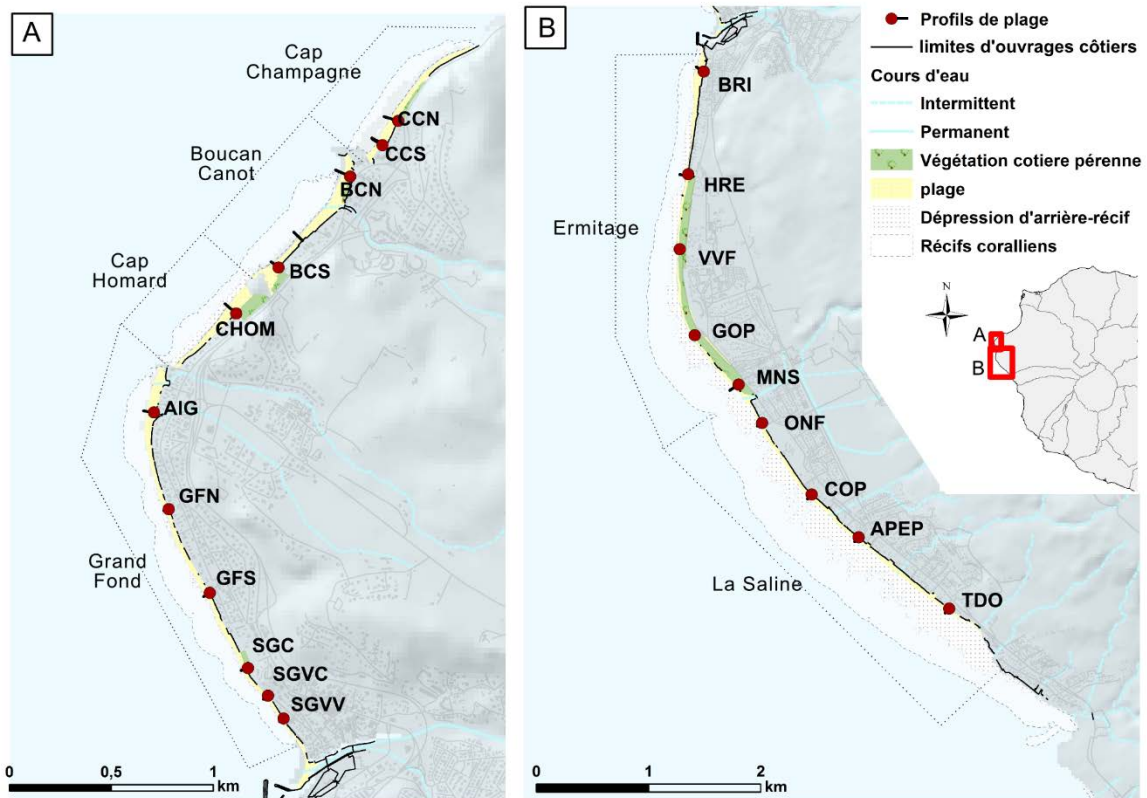 A
Cap
Champagne
CCN
CCS
Boucan
Canot
BCN
BCS
Cap
Homard
CHOM
AIG
GFN
Grand
Fond
GFS
SGC
SGVC
SGVV
0 0,5 1
km
B
BRI
HRE
Ermitage
VVF
GOP
MNS
ONF
COP
APEP
La Saline
TDO
0 1 2
km
Profils de plage
limites d'ouvrages côtiers
Cours d'eau
Intermittent
Permanent
Végétation cotiere pérenne
plage
Dépression d'arrière-récif
Récifs coralliens
N
A
B